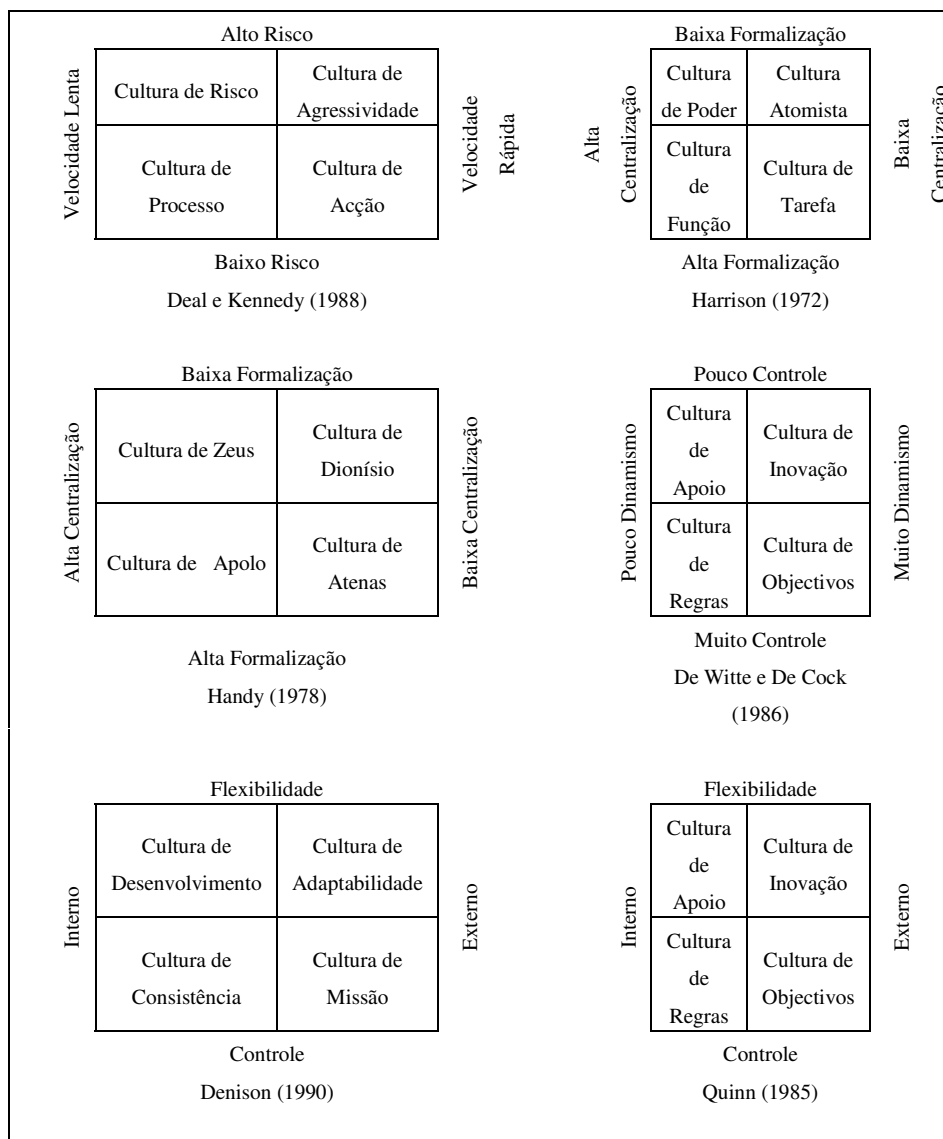 Alto Risco
Velocidade Lenta
Cultura de Risco
Cultura de
Agressividade
Cultura de
Processo
Cultura de
Acção
Velocidade
Rápida
Baixo Risco
Deal e Kennedy (1988)
Baixa Formalização
Alta
Centralização
Cultura
de Poder
Cultura
Atomista
Cultura
de
Função
Cultura de
Tarefa
Baixa
Centralização
Alta Formalização
Harrison (1972)
Baixa Formalização
Alta Centralização
Cultura de Zeus
Cultura de
Dionísio
Cultura de Apolo
Cultura de
Atenas
Baixa Centralização
Alta Formalização
Handy (1978)
Pouco Controle
Pouco Dinamismo
Cultura
de
Apoio
Cultura de
Inovação
Cultura
de
Regras
Cultura de
Objectivos
Muito Dinamismo
Muito Controle
De Witte e De Cock
(1986)
Flexibilidade
Interno
Cultura de
Desenvolvimento
Cultura de
Adaptabilidade
Cultura de
Consistência
Cultura de
Missão
Externo
Controle
Denison (1990)
Flexibilidade
Interno
Cultura
de
Apoio
Cultura de
Inovação
Cultura
de
Regras
Cultura de
Objectivos
Externo
Controle
Quinn (1985)